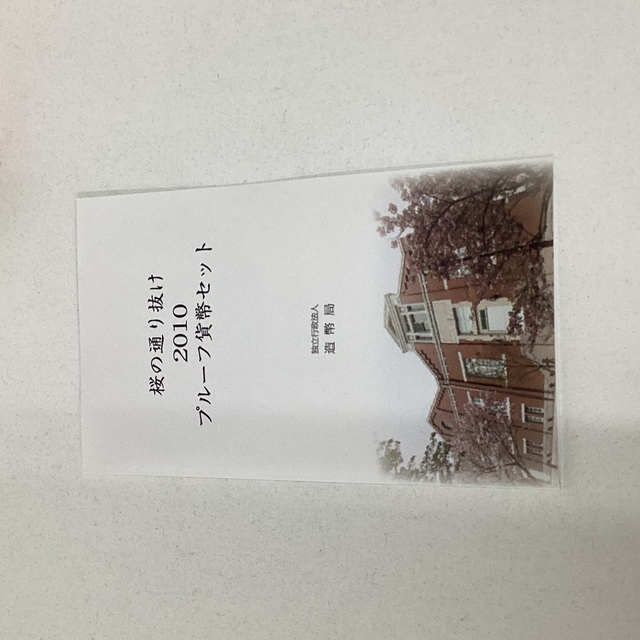 桜の通り抜け
2010
プルーフ貨幣セット
独立行政法人
造幣局